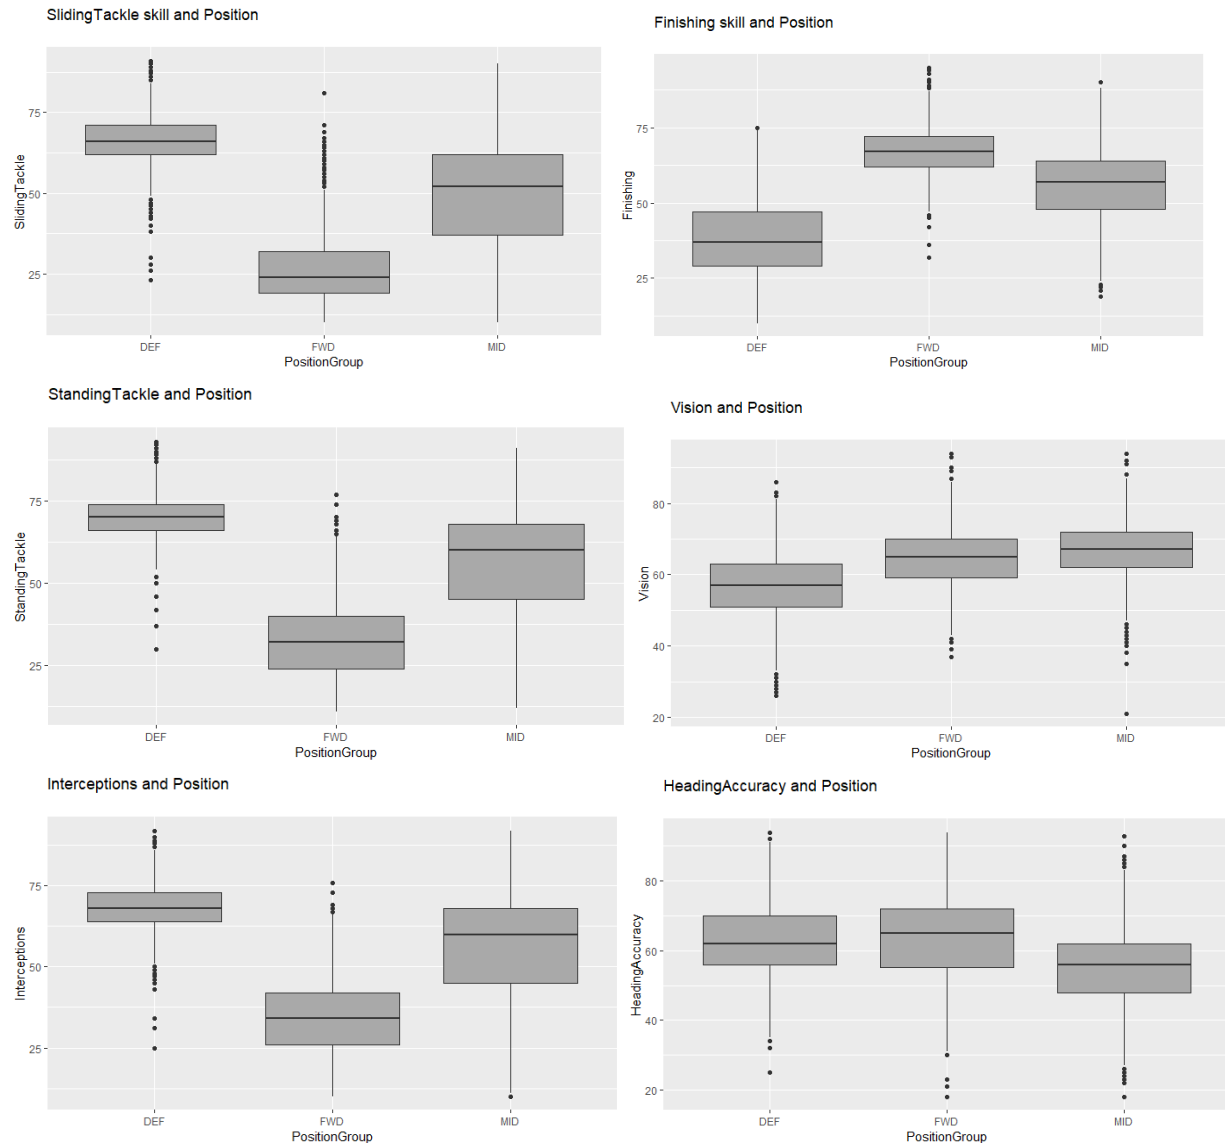 SlidingTackle skill and Position
SlidingTackle
75
50
25
DEF
FWD
MID
PositionGroup
Finishing skill and Position
Finishing
75
50
25
DEF
FWD
MID
PositionGroup
StandingTackle and Position
StandingTackle
75
50
25
DEF
FWD
MID
PositionGroup
Vision and Position
Vision
80
60
40
20
DEF
FWD
MID
PositionGroup
Interceptions and Position
Interceptions
75
50
25
DEF
FWD
MID
PositionGroup
HeadingAccuracy and Position
HeadingAccuracy
80
60
40
20
DEF
FWD
MID
PositionGroup